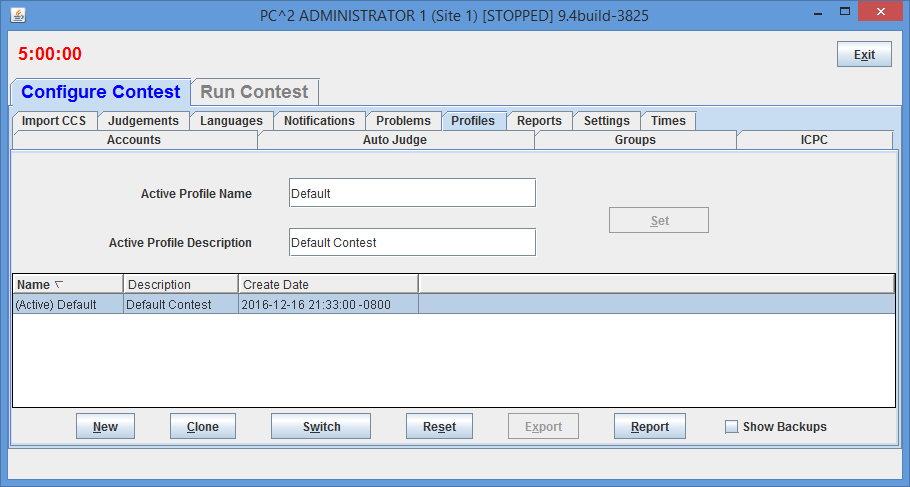 PC^2 ADMINISTRATOR 1 (Site 1) [STOPPED] 9.4build-3825
5:00:00
Exit
Configure Contest Run Contest
Import CCS Judgements Languages Notifications Problems Profiles Reports Settings Times
Accounts Auto Judge Groups ICPC
Active Profile Name Default
Set
Active Profile Description Default Contest
Name Description Create Date
(Active) Default Default Contest 2016-12-16 21:33:00 -0800
New Clone Switch Reset Export Report Show Backups